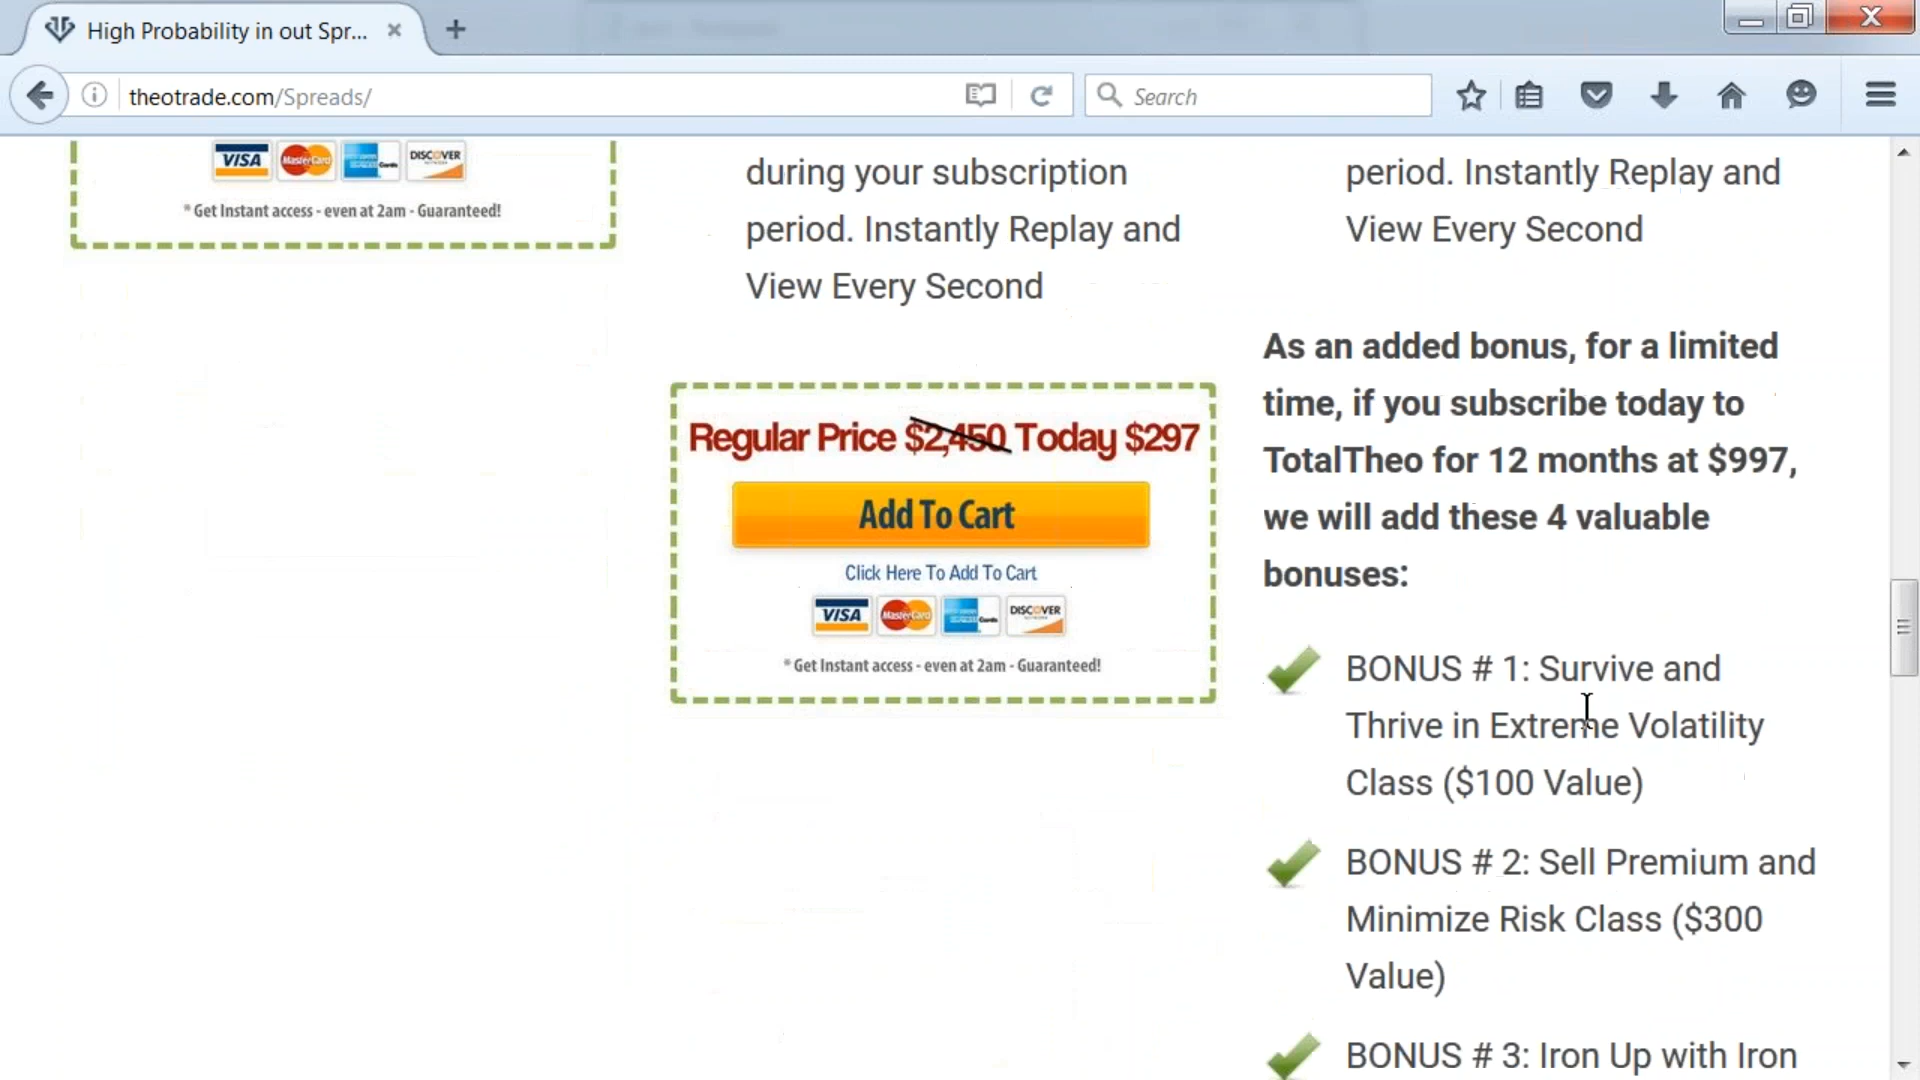 High Probability in out Spr...
theotrade.com/Spreads/
Search
VISA MasterCard DISCOVER
* Get Instant access - even at 2am - Guaranteed!
during your subscription
period. Instantly Replay and
View Every Second
Regular Price $2,450 Today $297
Add To Cart
Click Here To Add To Cart
VISA MasterCard Cards DISCOVER
* Get Instant access - even at 2am - Guaranteed!
period. Instantly Replay and
View Every Second
As an added bonus, for a limited
time, if you subscribe today to
TotalTheo for 12 months at $997,
we will add these 4 valuable
bonuses:
BONUS # 1: Survive and
Thrive in Extreme Volatility
Class ($100 Value)
BONUS # 2: Sell Premium and
Minimize Risk Class ($300
Value)
BONUS # 3: Iron Up with Iron